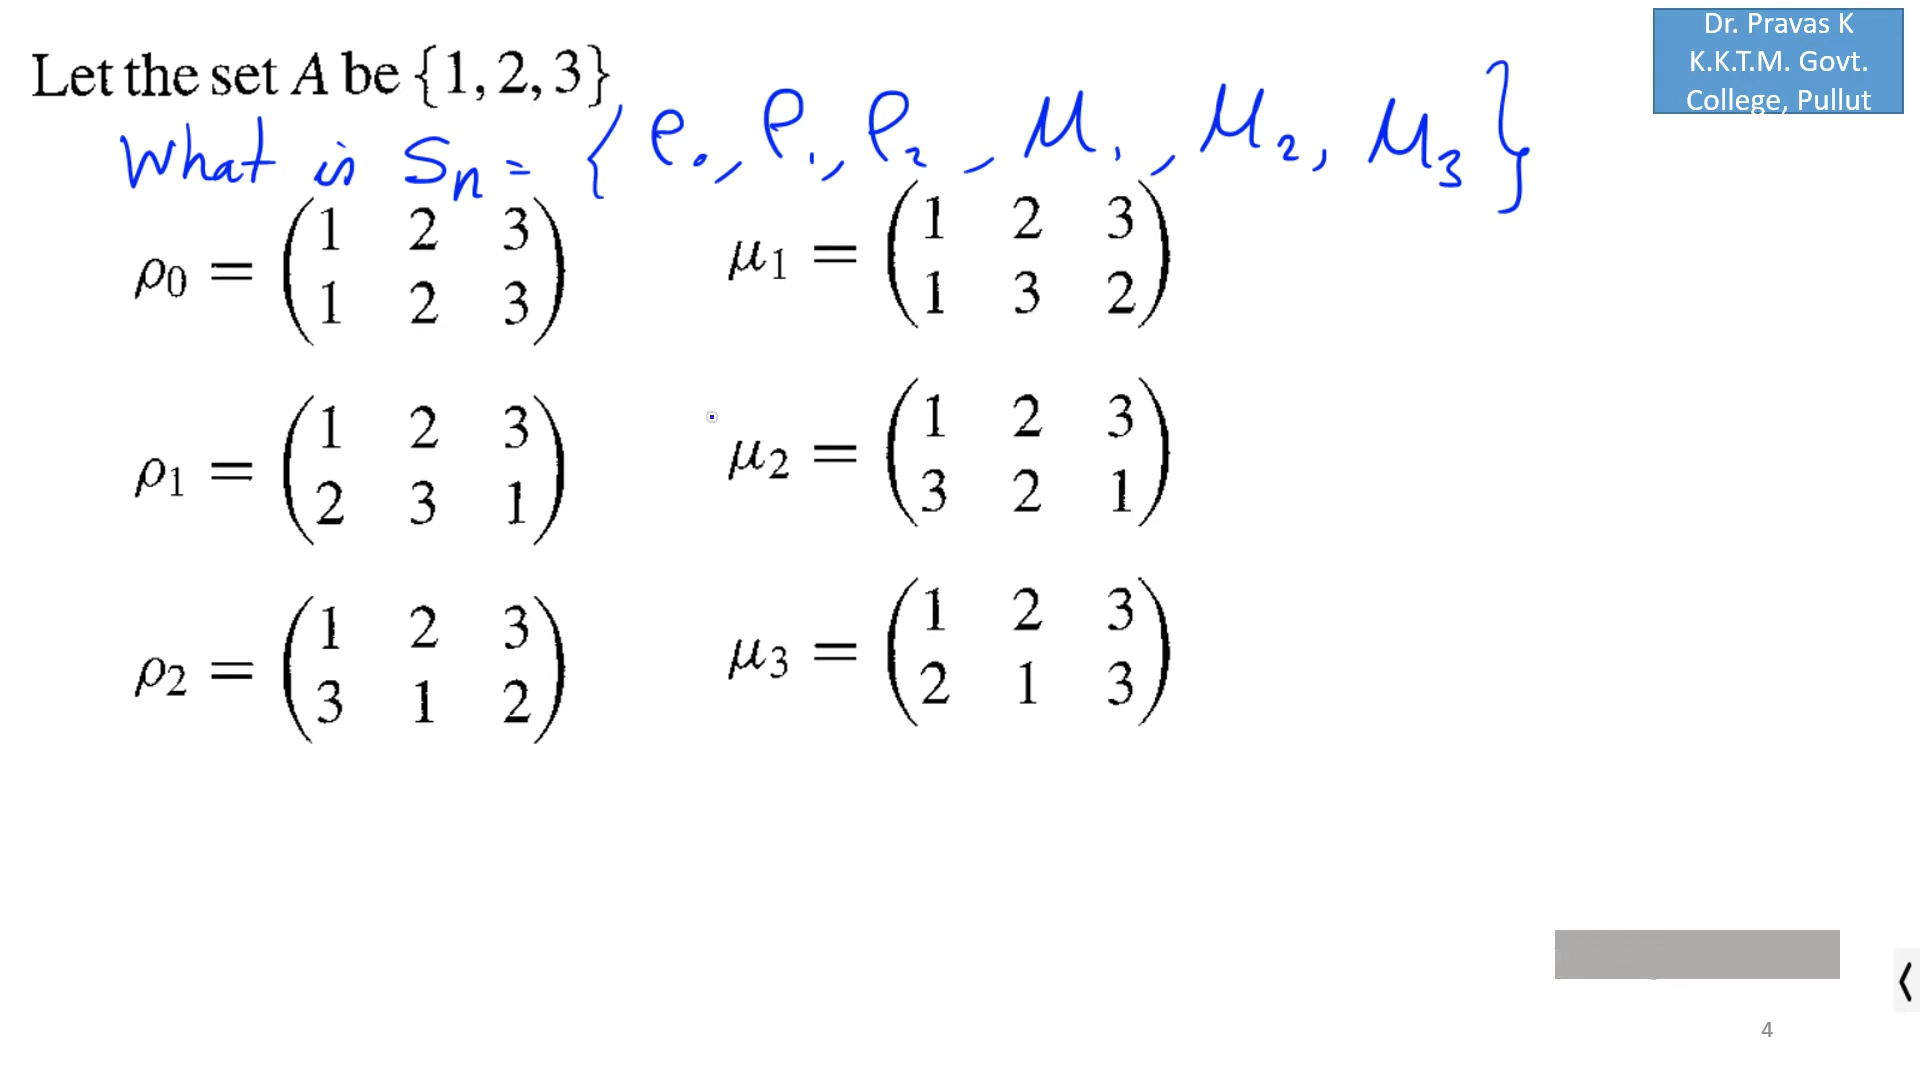 Let the set A be {1, 2, 3}
Dr. Pravas K
K.K.T.M. Govt.
College, Pullut
What is Sn = { ρ0, ρ1, ρ2, μ1, μ2, μ3 }
ρ0 = (1 2 3
1 2 3)
μ1 = (1 2 3
1 3 2)
ρ1 = (1 2 3
2 3 1)
μ2 = (1 2 3
3 2 1)
ρ2 = (1 2 3
3 1 2)
μ3 = (1 2 3
2 1 3)
4